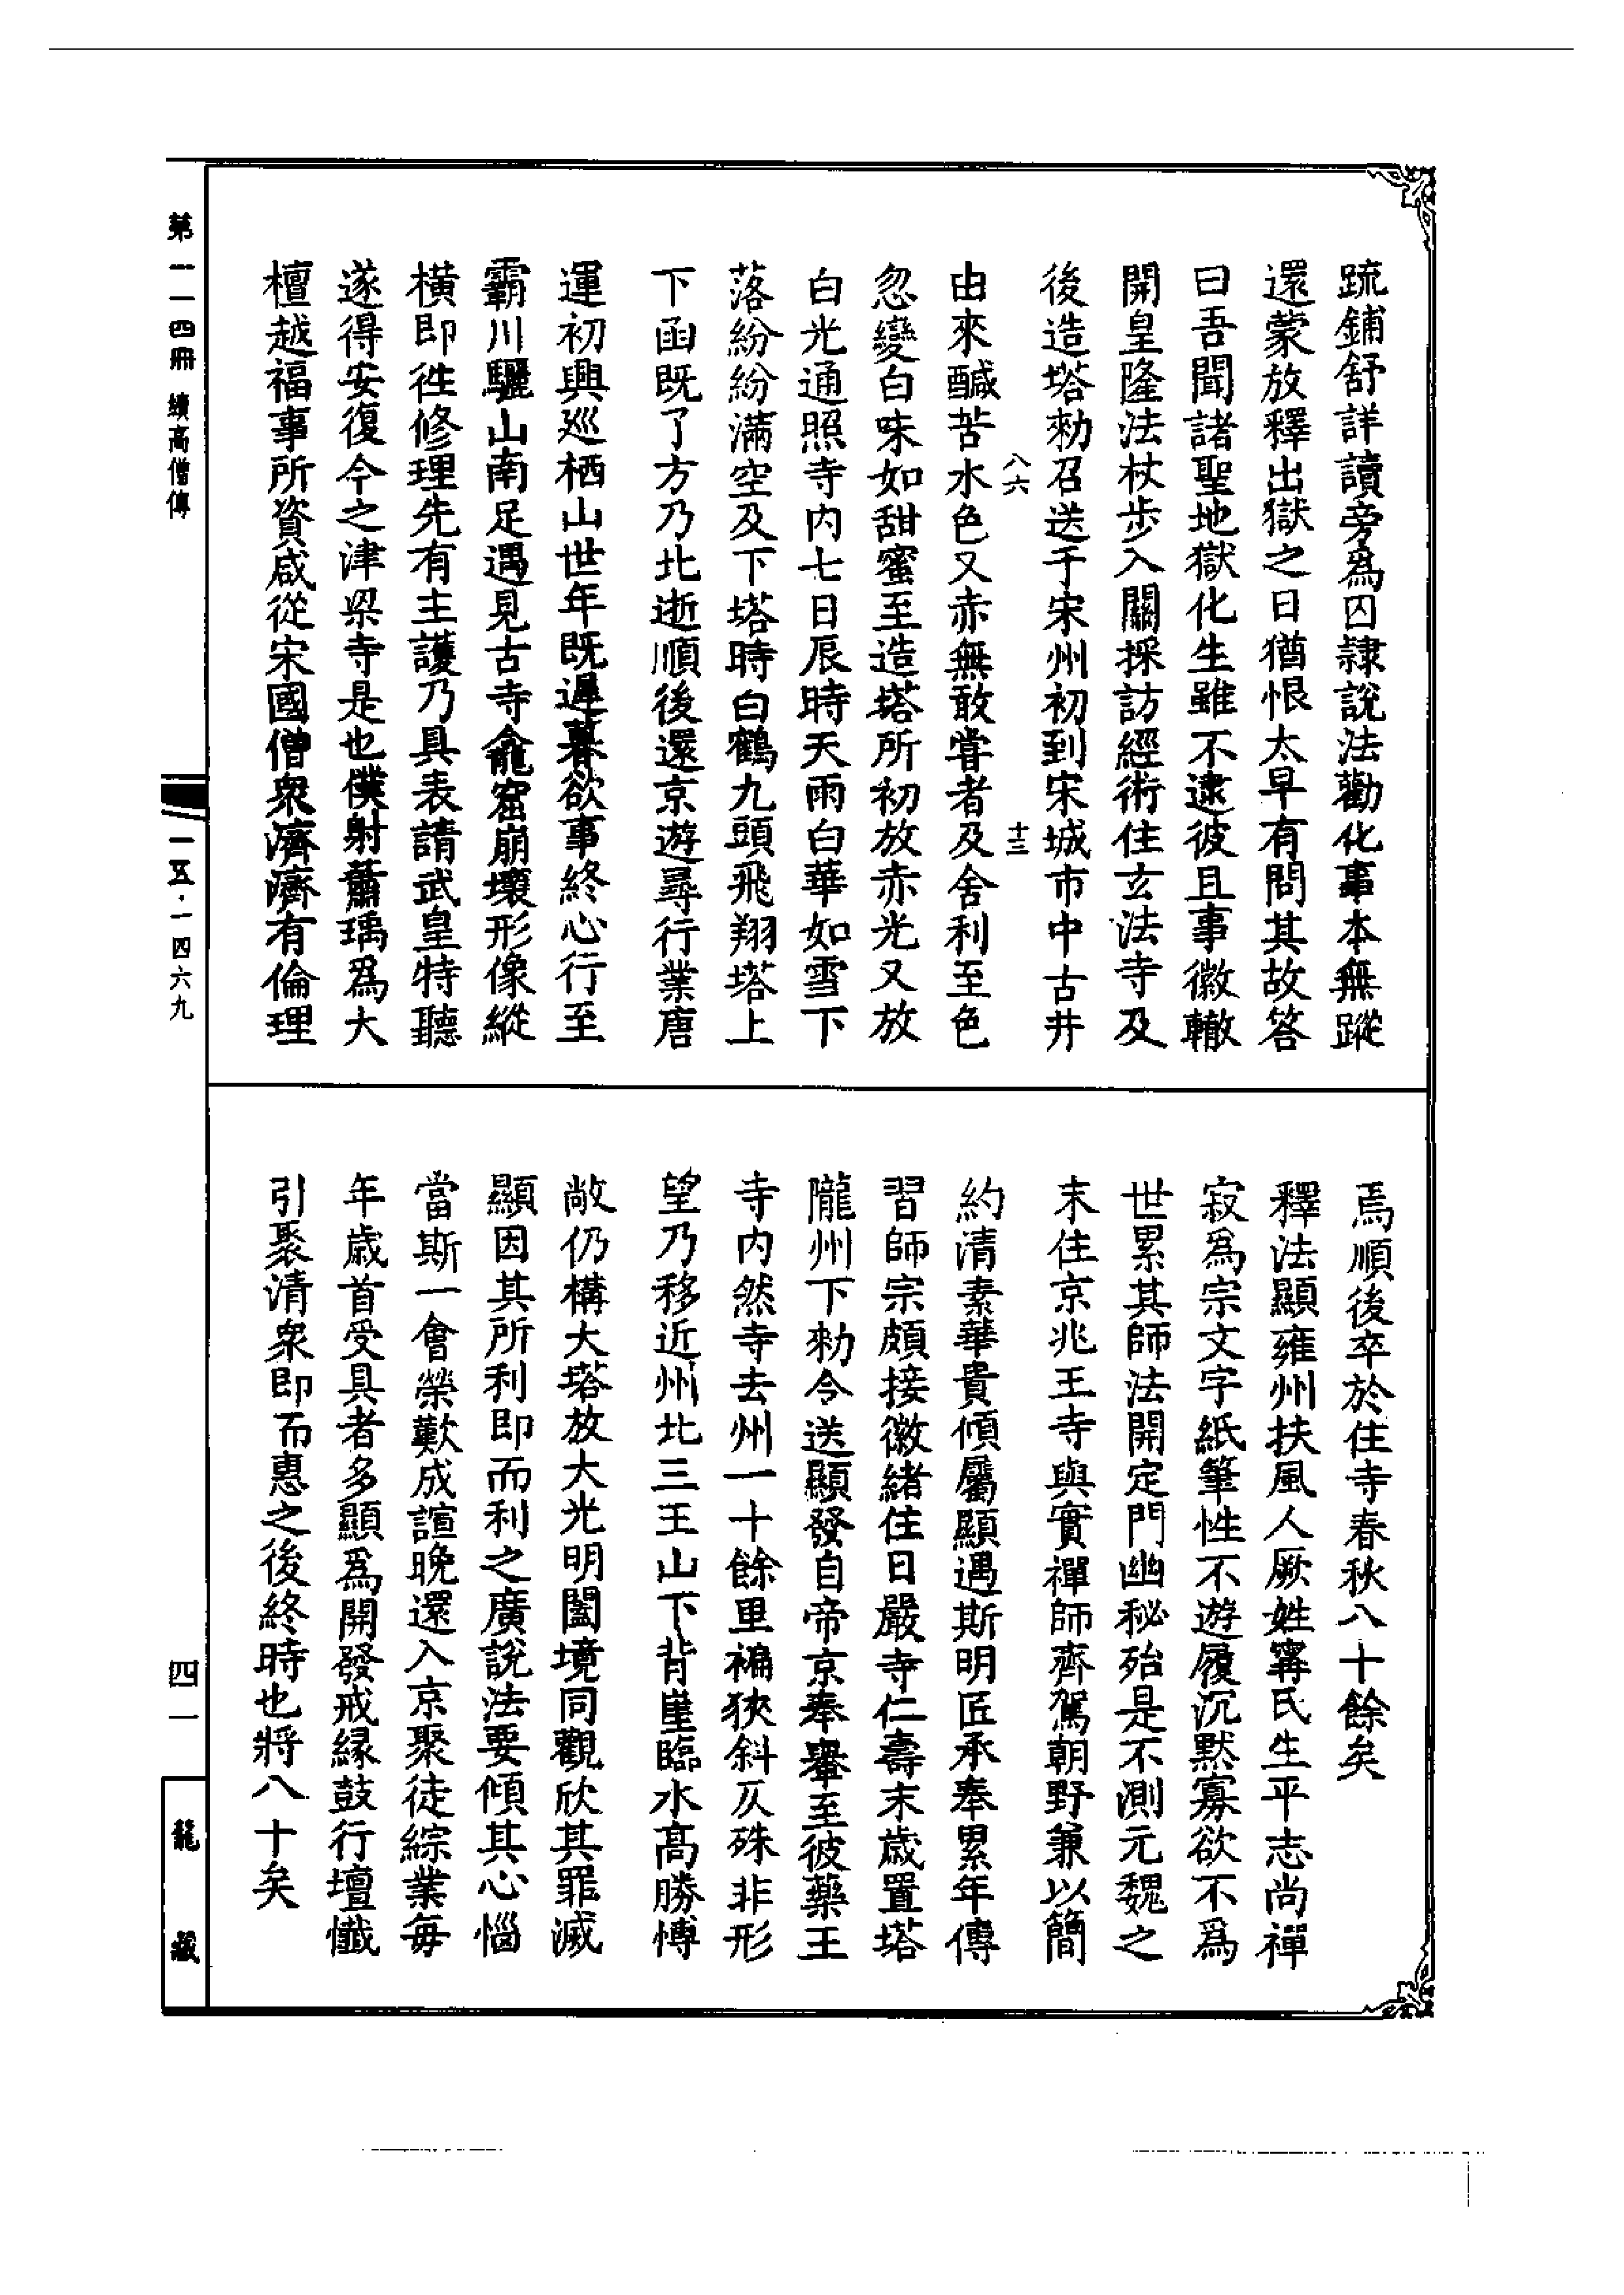 䟽鋪舒詳讀旁爲囚隸說法勸化事本無蹤
還蒙放釋出獄之日猶恨太早有問其故答
曰吾聞諸聖地獄化生雖不逮彼且事徽轍
開皇隆法杖步入關採訪經術住玄法寺及
後造塔勑召送于宋州初到宋城市中古井
八六 十三
由來醎苦水色又赤無敢嘗者及舍利至色
忽變白味如甜蜜至造塔所初放赤光又放
白光通照寺内七日辰時天雨白華如雪下
落紛紛滿空及下塔時白鶴九頭飛翔塔上
下函既了方乃北逝順後還京遊尋行業唐
運初興巡栖山世年既遲暮欲事終心行至
霸川驪山南足遇見古寺龕窟崩壞形像縱
橫即徃修理先有主護乃具表請武皇特聽
遂得安復今之津梁寺是也僕射蕭瑀爲大
檀越福事所資咸從宋國僧衆濟濟有倫理
焉順後卒於住寺春秋八十餘矣
釋法顯雍州扶風人厥姓寗氏生平志尚禪
寂爲宗文字紙筆性不遊履沉默寡欲不爲
世累其師法開定門幽秘殆是不測元魏之
末住京兆王寺與實禪師齊駕朝野兼以簡
約清素華貴傾屬顯遇斯明匠承奉累年傳
習師宗頗接徽緒住日嚴寺仁壽末歲置塔
隴州下勑令送顯發自帝京奉轝至彼藥王
寺内然寺去州一十餘里褊狹斜仄殊非形
望乃移近州北三王山下背崖臨水高勝愽
敞仍構大塔放大光明闔境同觀欣其罪滅
顯因其所利即而利之廣說法要傾其心惱
當斯一會榮歎成諠晚還入京聚徒綜業每
年歲首受具者多顯爲開發戒緣鼓行壇懺
引聚清衆即而惠之後終時也將八十矣
第一一四冊 續高僧傳
一五·一四六九
四一
龍藏